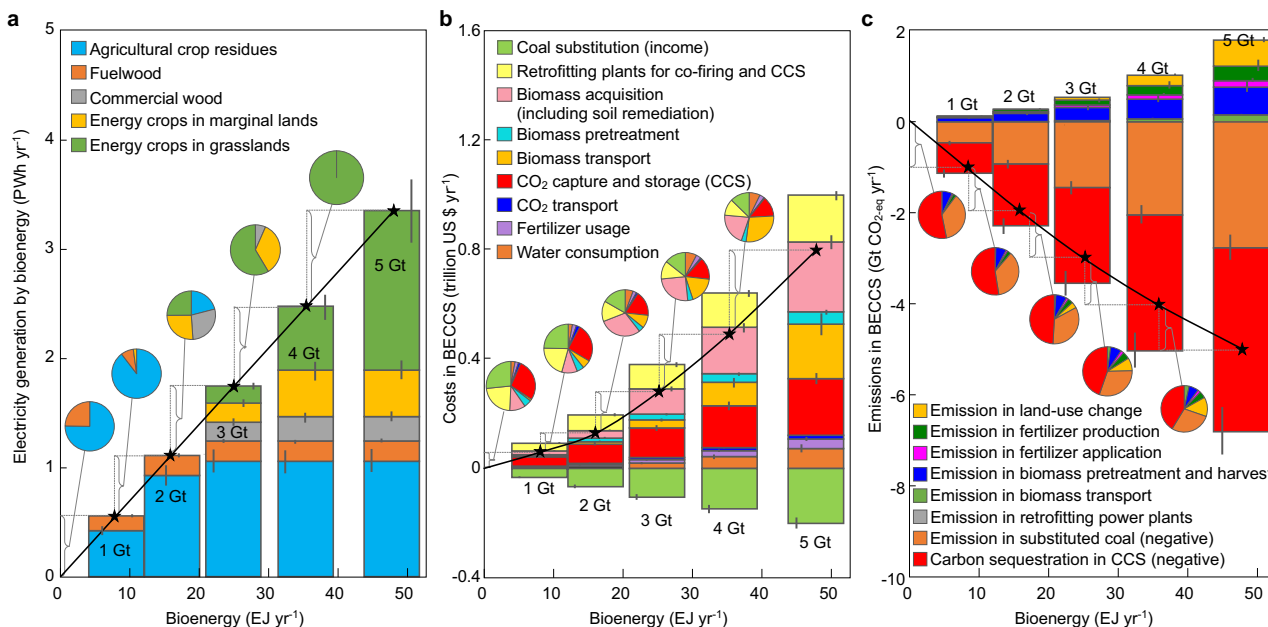 a
Electricity generation by bioenergy (PWh yr⁻¹)
5
4
3
2
1
0
Agricultural crop residues
Fuelwood
Commercial wood
Energy crops in marginal lands
Energy crops in grasslands
1 Gt
2 Gt
3 Gt
4 Gt
5 Gt
0
10
20
30
40
50
Bioenergy (EJ yr⁻¹)
b
Costs in BECCS (trillion US $ yr⁻¹)
1.6
1.2
0.8
0.4
0
-0.4
Coal substitution (income)
Retrofitting plants for co-firing and CCS
Biomass acquisition
(including soil remediation)
Biomass pretreatment
Biomass transport
CO₂ capture and storage (CCS)
CO₂ transport
Fertilizer usage
Water consumption
1 Gt
2 Gt
3 Gt
4 Gt
5 Gt
0
10
20
30
40
50
Bioenergy (EJ yr⁻¹)
c
Emissions in BECCS (Gt CO₂₋eq yr⁻¹)
2
0
-2
-4
-6
-8
-10
1 Gt
2 Gt
3 Gt
4 Gt
5 Gt
Emission in land-use change
Emission in fertilizer production
Emission in fertilizer application
Emission in biomass pretreatment and harvest
Emission in biomass transport
Emission in retrofitting power plants
Emission in substituted coal (negative)
Carbon sequestration in CCS (negative)
0
10
20
30
40
50
Bioenergy (EJ yr⁻¹)